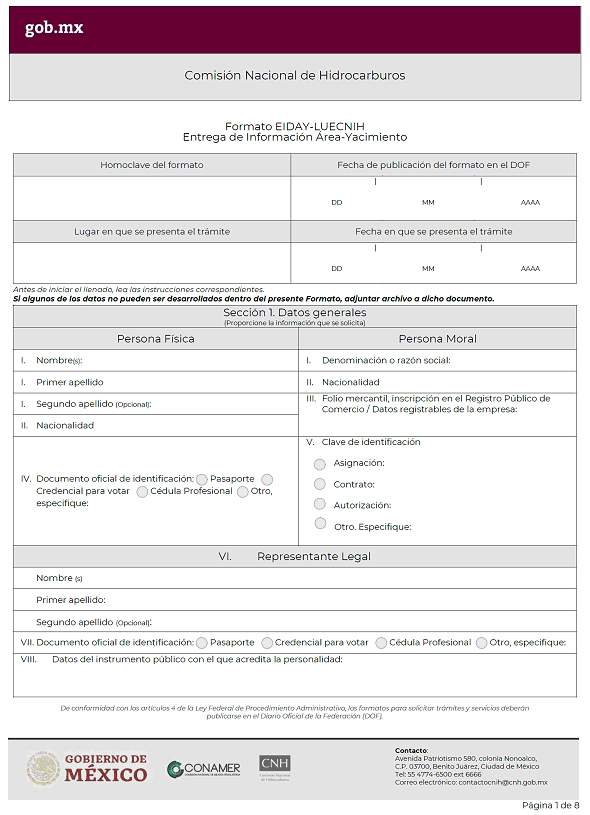 gob.mx
Comisión Nacional de Hidrocarburos
Formato EIDAY-LUECNIH
Entrega de Información Área-Yacimiento
Homoclave del formato
Fecha de publicación del formato en el DOF
DD MM AAAA
Lugar en que se presenta el trámite
Fecha en que se presenta el trámite
DD MM AAAA
Antes de iniciar el llenado, lea las instrucciones correspondientes.
Si algunos de los datos no pueden ser desarrollados dentro del presente Formato, adjuntar archivo a dicho documento.
Sección 1. Datos generales
(Proporcione la información que se solicita)
Persona Física
Persona Moral
I. Nombre(s):
I. Primer apellido
I. Segundo apellido (Opcional):
II. Nacionalidad
IV. Documento oficial de identificación: Pasaporte
Credencial para votar Cédula Profesional Otro,
especifique:
I. Denominación o razón social:
II. Nacionalidad
III. Folio mercantil, inscripción en el Registro Público de
Comercio / Datos registrables de la empresa:
V. Clave de identificación
Asignación:
Contrato:
Autorización:
Otro. Especifique:
VI. Representante Legal
Nombre (s)
Primer apellido:
Segundo apellido (Opcional):
VII. Documento oficial de identificación: Pasaporte Credencial para votar Cédula Profesional Otro, especifique:
VIII. Datos del instrumento público con el que acredita la personalidad:
De conformidad con los artículos 4 de la Ley Federal de Procedimiento Administrativo, los formatos para solicitar trámites y servicios deberán
publicarse en el Diario Oficial de la Federación (DOF).
GOBIERNO DE
MÉXICO
CONAMER
CNH
Comisión Nacional
de Hidrocarburos
Contacto:
Avenida Patriotismo 580, colonia Nonoalco,
C.P. 03700, Benito Juárez, Ciudad de México
Tel: 55 4774-6500 ext 6666
Correo electrónico: contactocnih@cnh.gob.mx
Página 1 de 8